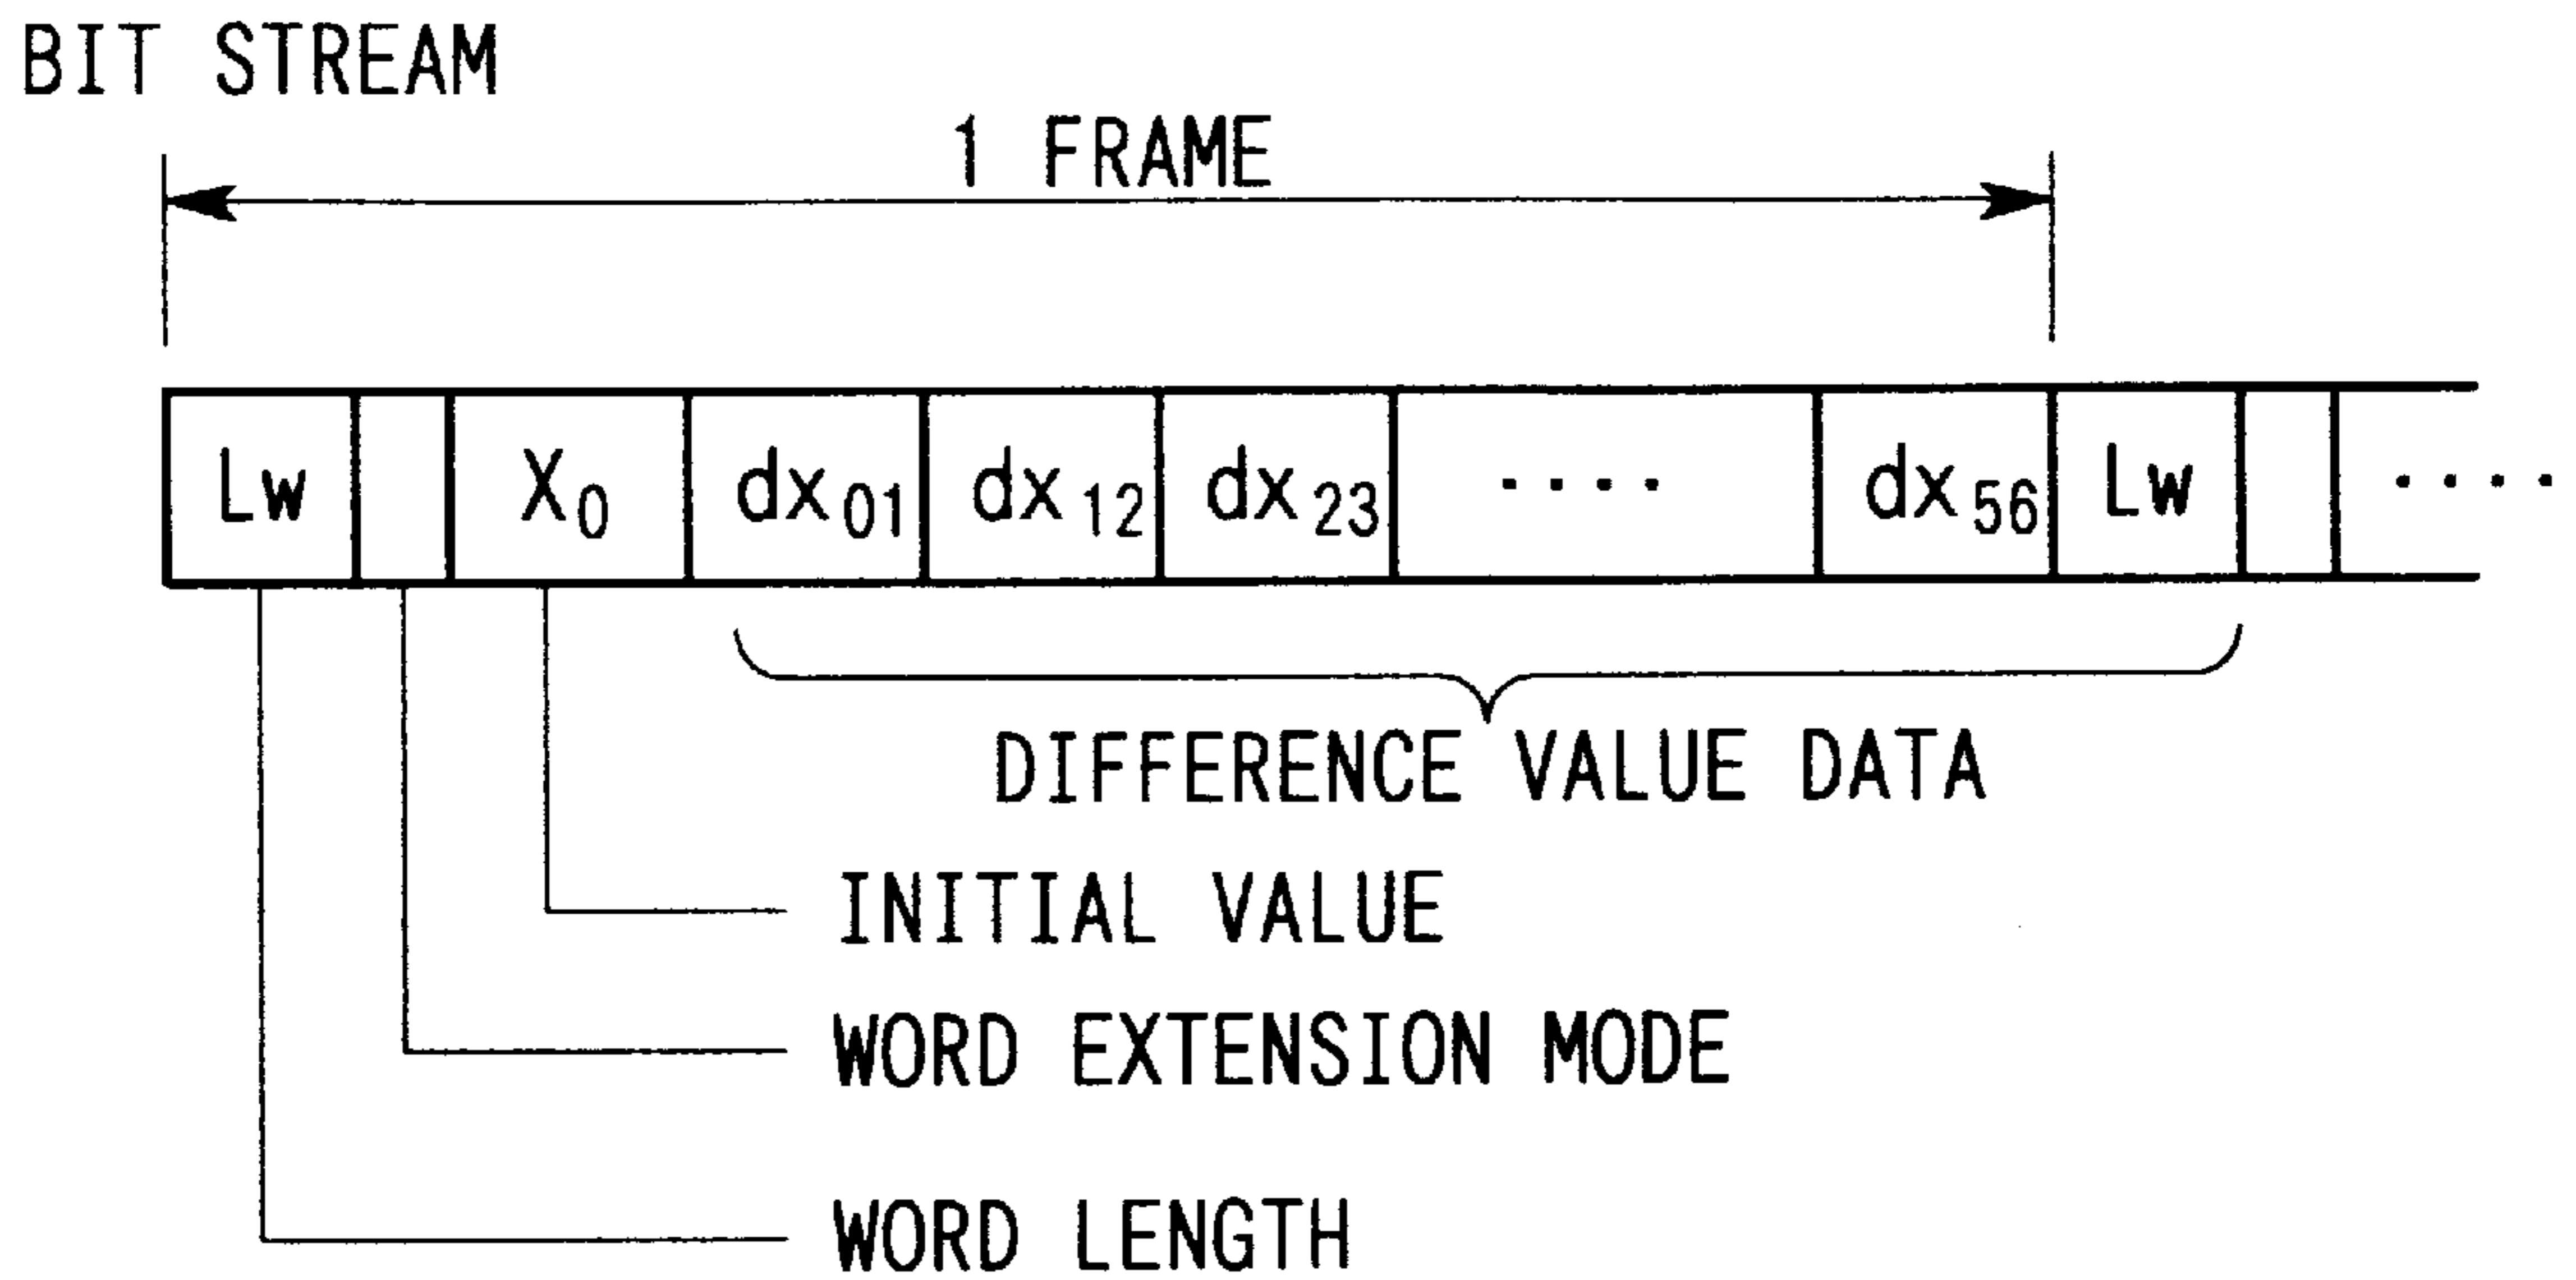 BIT STREAM
1 FRAME
Lw X0 dx01 dx12 dx23 ···· dx56 Lw ····
DIFFERENCE VALUE DATA
INITIAL VALUE
WORD EXTENSION MODE
WORD LENGTH